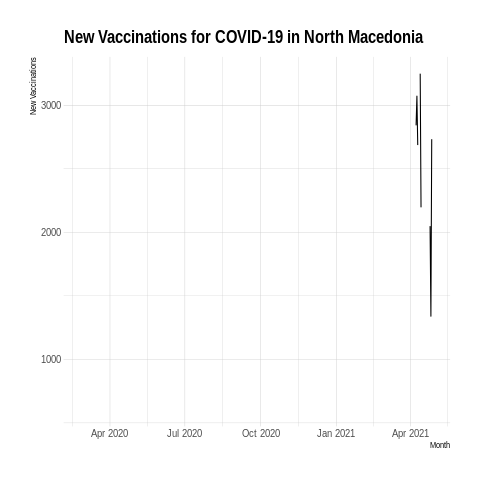 New Vaccinations for COVID-19 in North Macedonia
New Vaccinations
3000
2000
1000
Apr 2020
Jul 2020
Oct 2020
Jan 2021
Apr 2021
Month